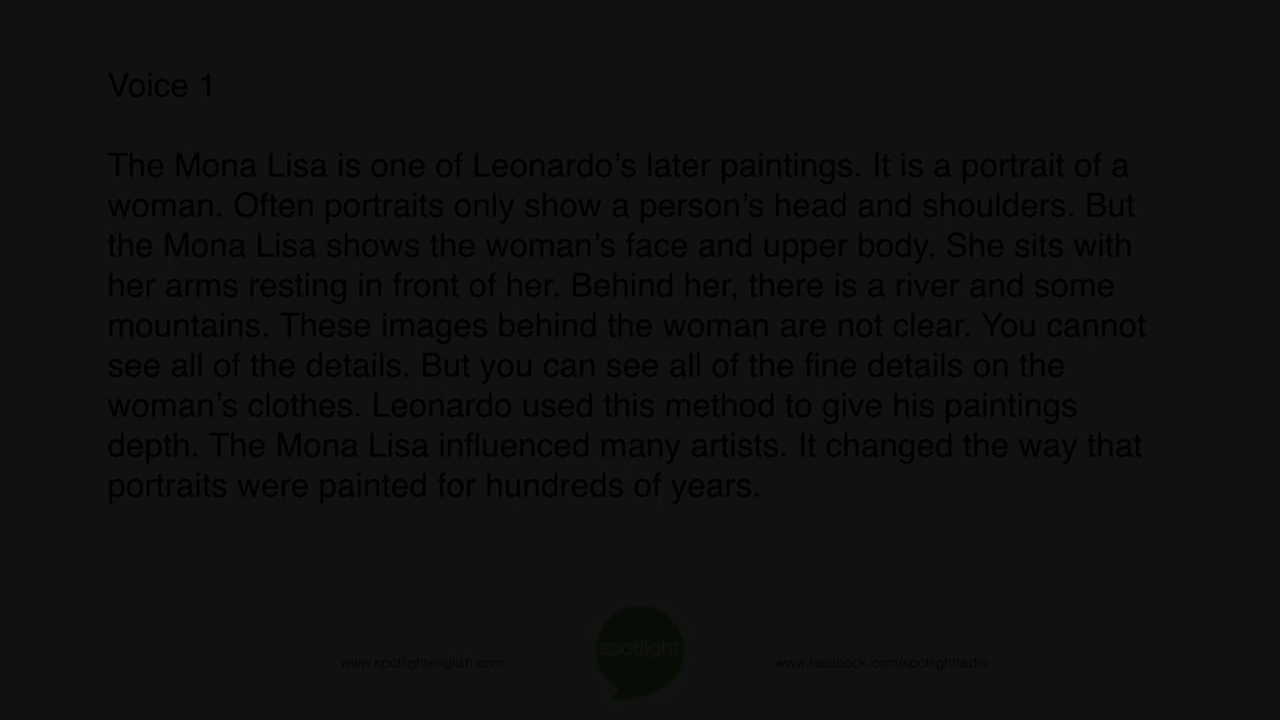 Voice 1
The Mona Lisa is one of Leonardo’s later paintings. It is a portrait of a
woman. Often portraits only show a person’s head and shoulders. But
the Mona Lisa shows the woman’s face and upper body. She sits with
her arms resting in front of her. Behind her, there is a river and some
mountains. These images behind the woman are not clear. You cannot
see all of the details. But you can see all of the fine details on the
woman’s clothes. Leonardo used this method to give his paintings
depth. The Mona Lisa influenced many artists. It changed the way that
portraits were painted for hundreds of years.
spotlight
www.spotlightenglish.com
www.facebook.com/spotlightradio